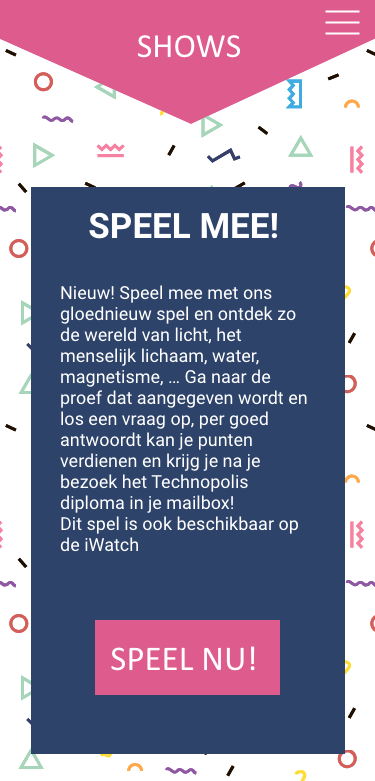 SHOWS
SPEEL MEE!
Nieuw! Speel mee met ons
gloednieuw spel en ontdek zo
de wereld van licht, het
menselijk lichaam, water,
magnetisme, ... Ga naar de
proef dat aangegeven wordt en
los een vraag op, per goed
antwoordt kan je punten
verdienen en krijg je na je
bezoek het Technopolis
diploma in je mailbox!
Dit spel is ook beschikbaar op
de iWatch
SPEEL NU!